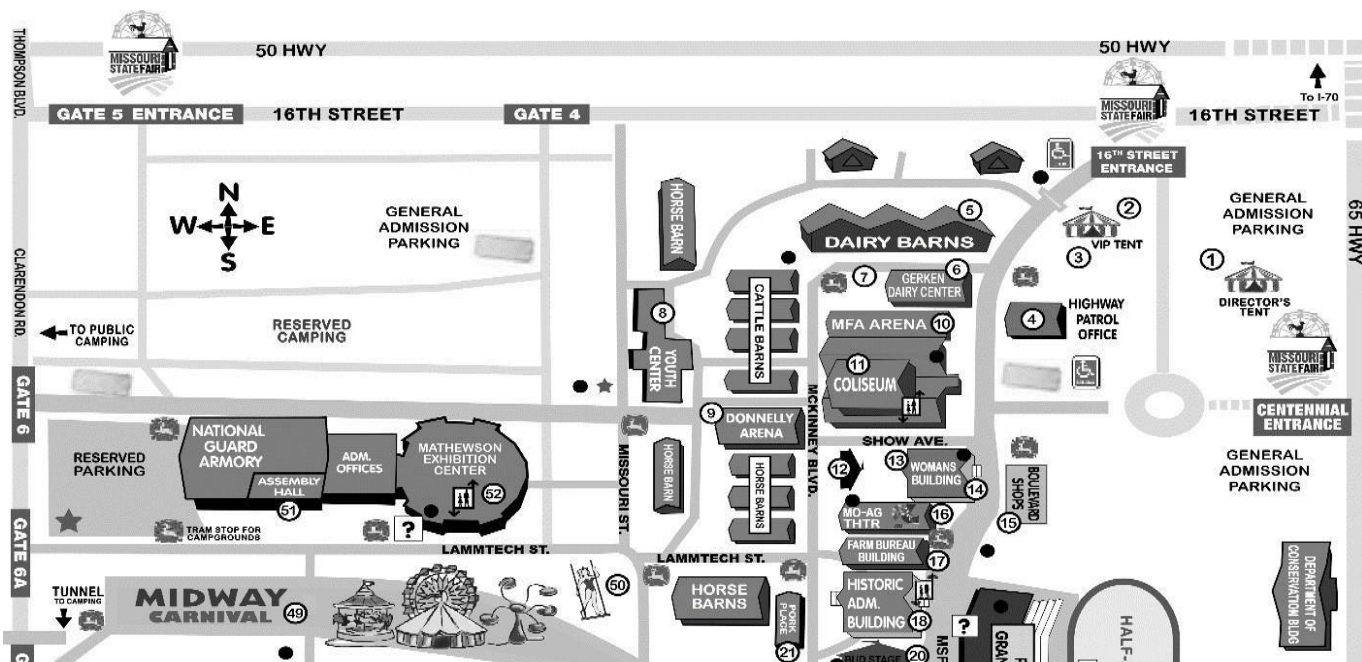 THOMPSON BLVD.
MISSOURI
STATE FAIR
50 HWY
50 HWY
To I-70
GATE 5 ENTRANCE
16TH STREET
GATE 4
MISSOURI
STATE FAIR
16TH STREET
16TH STREET
ENTRANCE
N
W E
S
GENERAL
ADMISSION
PARKING
HORSE BARN
5
DAIRY BARNS
2
VIP TENT
3
GENERAL
ADMISSION
PARKING
65 HWY
1
DIRECTOR'S
TENT
CLARENDON RD.
TO PUBLIC
CAMPING
RESERVED
CAMPING
8
YOUTH
CENTER
CATTLE BARNS
7
6
GERKEN
DAIRY CENTER
MFA ARENA
10
11
COLISEUM
4
HIGHWAY
PATROL
OFFICE
MISSOURI
STATE FAIR
CENTENNIAL
ENTRANCE
GATE 6
RESERVED
PARKING
NATIONAL
GUARD
ARMORY
ADM.
OFFICES
ASSEMBLY
HALL
51
MATHEWSON
EXHIBITION
CENTER
52
MISSOURI ST.
HORSE BARN
9
DONNELLY
ARENA
HORSE BARNS
MCKINNEY BLVD.
SHOW AVE.
12
13
WOMANS
BUILDING
14
BOULEVARD
SHOPS
15
GENERAL
ADMISSION
PARKING
MO-AG
THTR
16
FARM BUREAU
BUILDING
17
GATE 6A
TRAM STOP FOR
CAMPGROUNDS
?
LAMMTECH ST.
LAMMTECH ST.
TUNNEL
TO CAMPING
MIDWAY
CARNIVAL
49
50
HORSE
BARNS
PORK
PLACE
21
HISTORIC
ADM.
BUILDING
18
BUD STAGE
20
MSF
?
GRAN
HALF-
DEPARTMENT OF
CONSERVATION BLDG
G